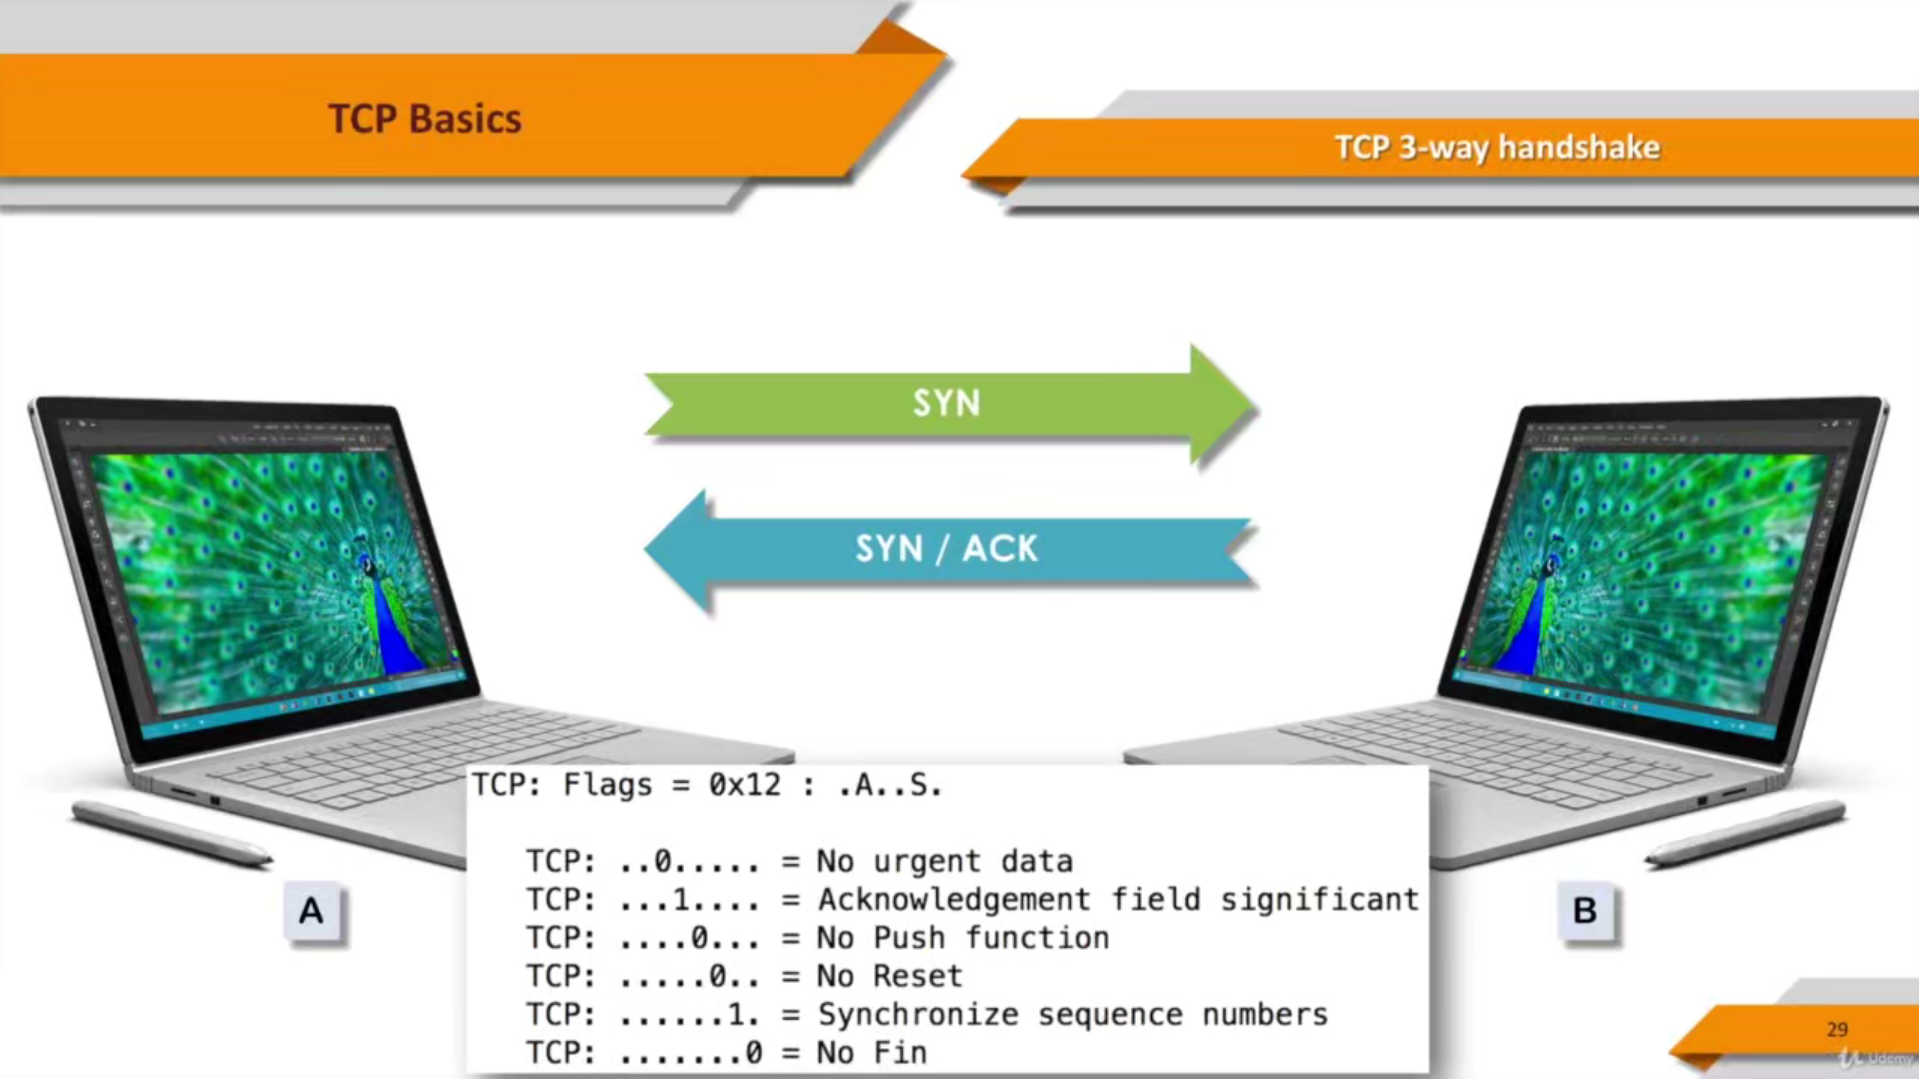 TCP Basics
TCP 3-way handshake
SYN
SYN / ACK
TCP: Flags = 0x12 : .A..S.
TCP: ..0..... = No urgent data
TCP: ...1.... = Acknowledgement field significant
TCP: ....0... = No Push function
TCP: .....0.. = No Reset
TCP: ......1. = Synchronize sequence numbers
TCP: .......0 = No Fin
A
B
29
Udemy